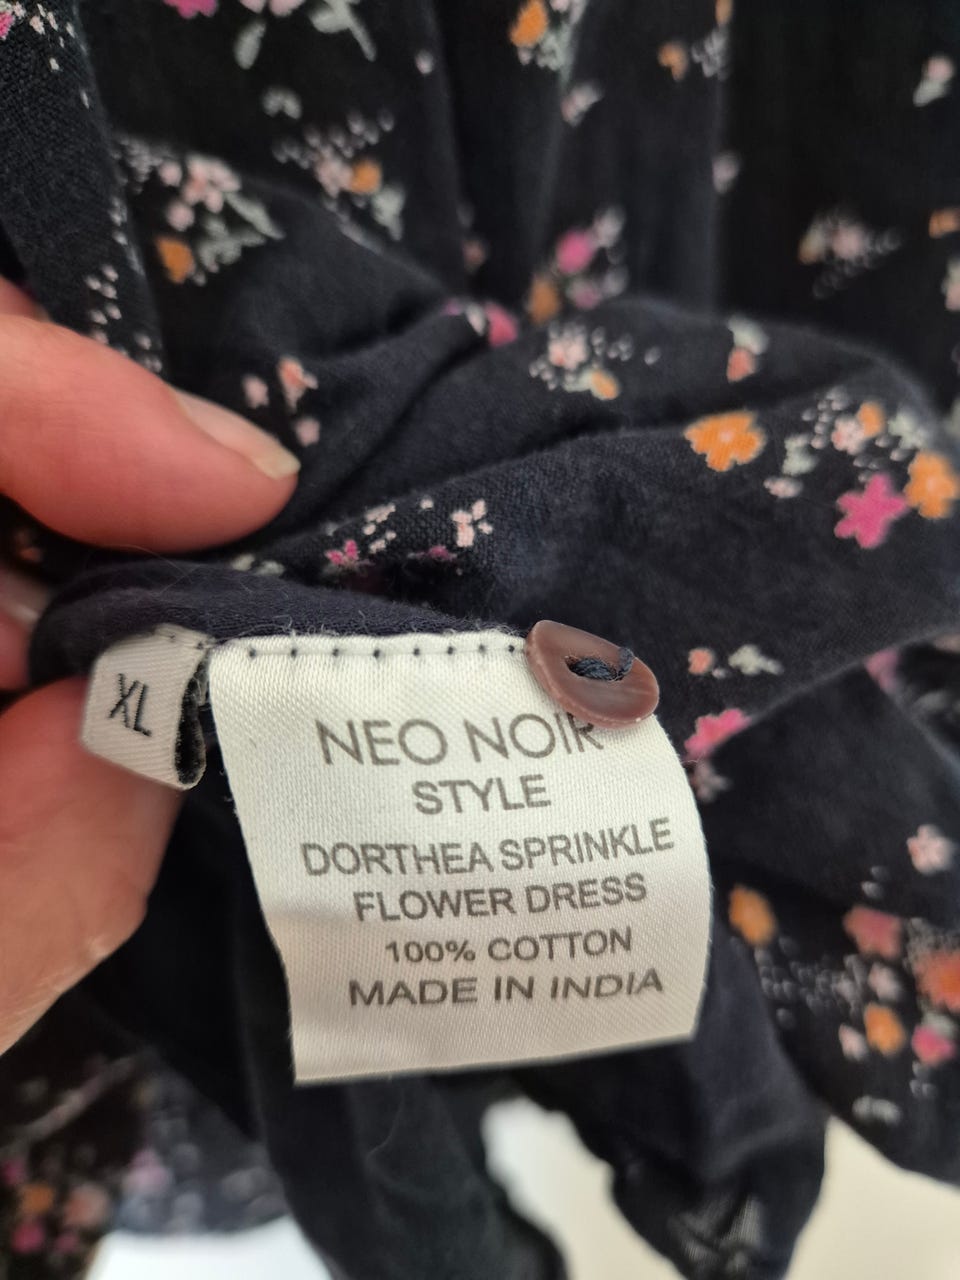 XL
NEO NOIR
STYLE
DORTHEA SPRINKLE
FLOWER DRESS
100% COTTON
MADE IN INDIA